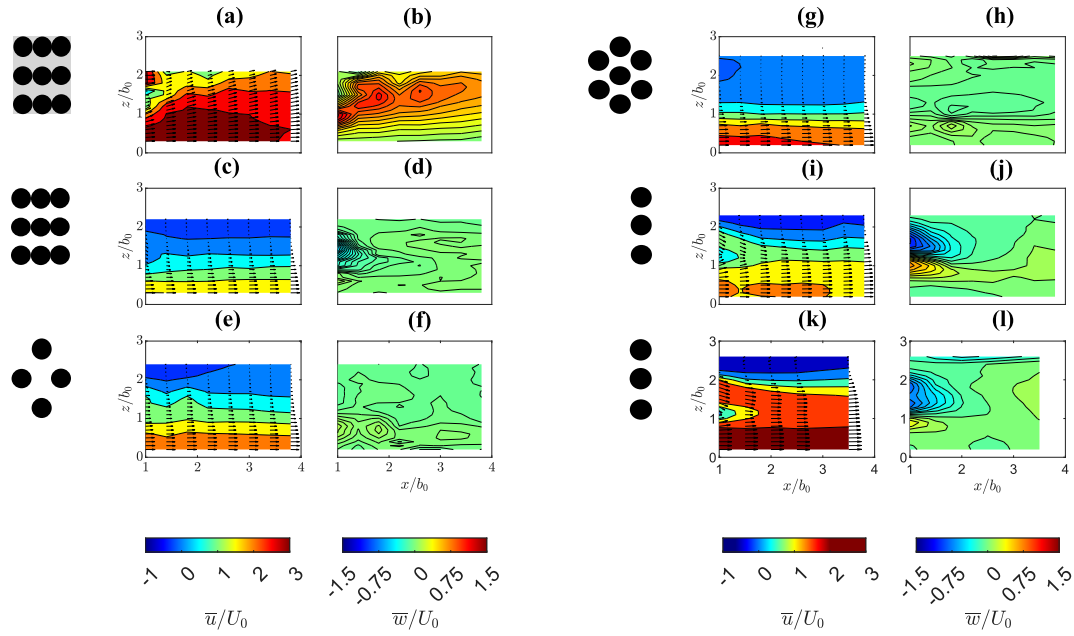 (a) (b) (g) (h)
3 3
z/b₀ 2 z/b₀ 2
1 1
0 0
(c) (d) (i) (j)
3 3
z/b₀ 2 z/b₀ 2
1 1
0 0
(e) (f) (k) (l)
3 3
z/b₀ 2 z/b₀ 2
1 1
0 0
1 2 3 4 1 2 3 4 1 2 3 4 1 2 3 4
x/b₀ x/b₀ x/b₀ x/b₀
-1 0 1 2 3 -1.5 -0.75 0 0.75 1.5 -1 0 1 2 3 -1.5 -0.75 0 0.75 1.5
u̅/U₀ w̅/U₀ u̅/U₀ w̅/U₀